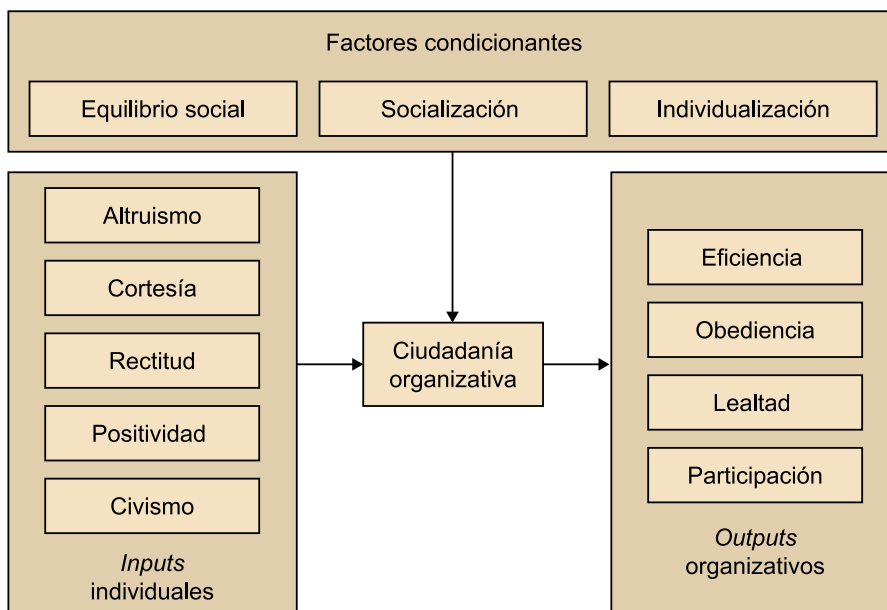 Factores condicionantes
Equilibrio social
Socialización
Individualización
Altruismo
Cortesía
Rectitud
Positividad
Civismo
Inputs
individuales
Ciudadanía
organizativa
Eficiencia
Obediencia
Lealtad
Participación
Outputs
organizativos